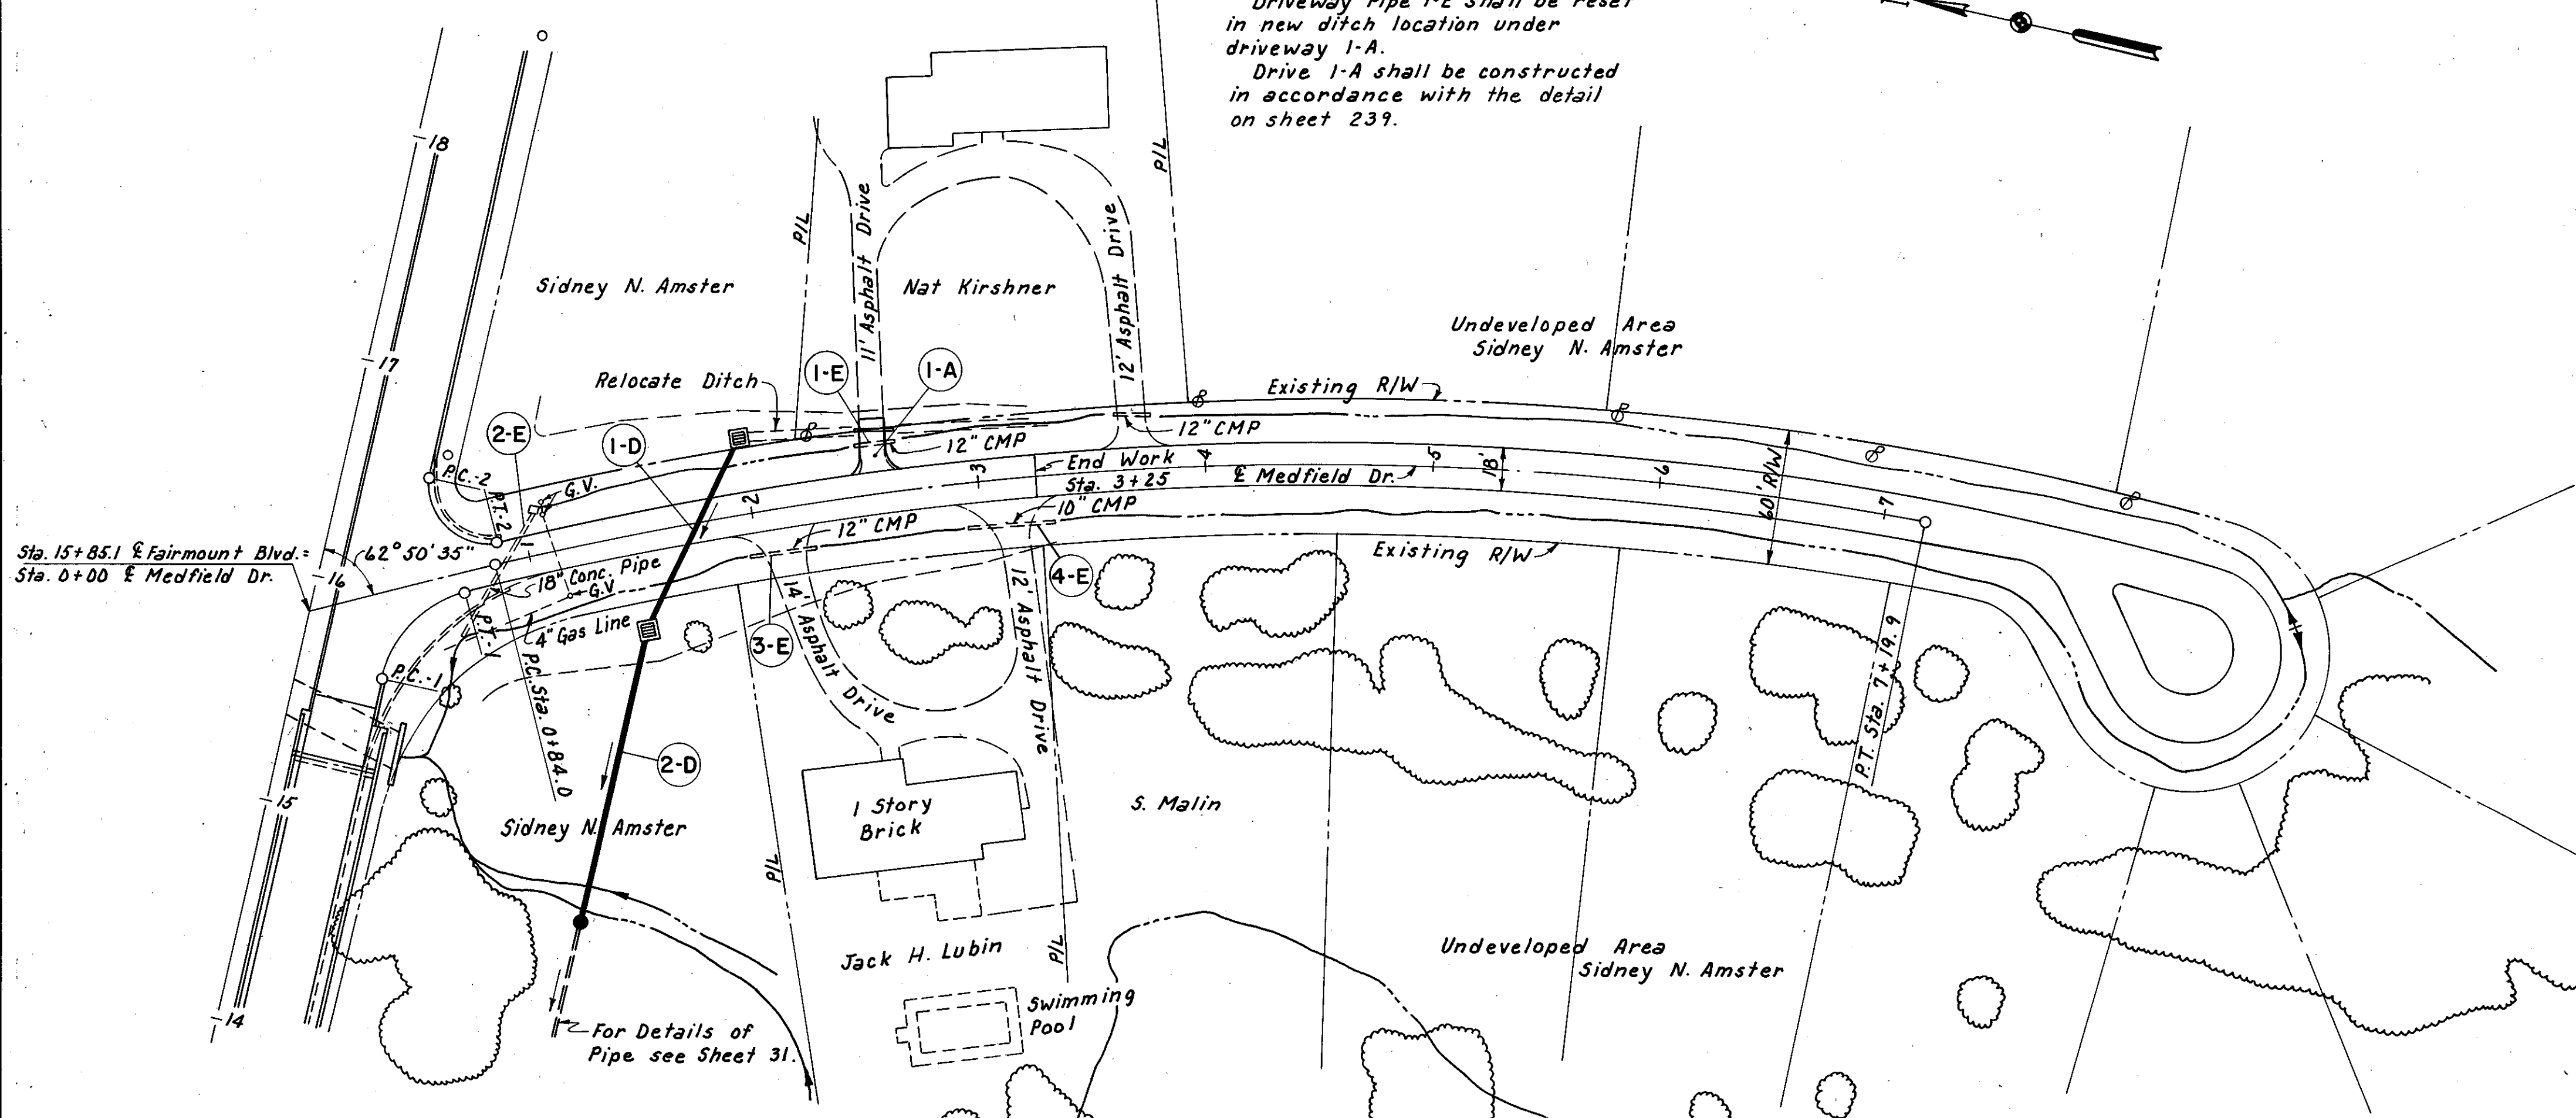 Driveway Pipe 1-E shall be reset
in new ditch location under
driveway 1-A.
Drive 1-A shall be constructed
in accordance with the detail
on sheet 239.
18
17
16
15
14
P/L
P/L
11' Asphalt Drive
12' Asphalt Drive
Sidney N. Amster
Nat Kirshner
Undeveloped Area
Sidney N. Amster
Relocate Ditch
1-E
1-A
Existing R/W
2-E
1-D
12" CMP
12" CMP
P.C.-2
P.T.-2
G.V.
1
2
3
4
5
6
7
End Work
Sta. 3+25
℄ Medfield Dr.
18'
60' R/W
10" CMP
12" CMP
Sta. 15+85.1 ℄ Fairmount Blvd.=
Sta. 0+00 ℄ Medfield Dr.
62°50'35"
18" Conc. Pipe
G.V.
4" Gas Line
P.T.-1
P.C.-1
P.C. Sta. 0+84.0
3-E
4-E
Existing R/W
14' Asphalt Drive
12' Asphalt Drive
P.T. Sta. 7+19.9
2-D
Sidney N. Amster
1 Story
Brick
S. Malin
P/L
P/L
Jack H. Lubin
Undeveloped Area
Sidney N. Amster
Swimming
Pool
For Details of
Pipe see Sheet 31.